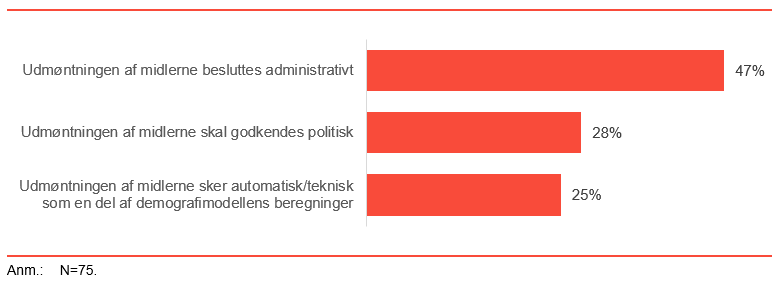 Udmøntningen af midlerne besluttes administrativt
47%
Udmøntningen af midlerne skal godkendes politisk
28%
Udmøntningen af midlerne sker automatisk/teknisk
som en del af demografimodellens beregninger
25%
Anm.: N=75.